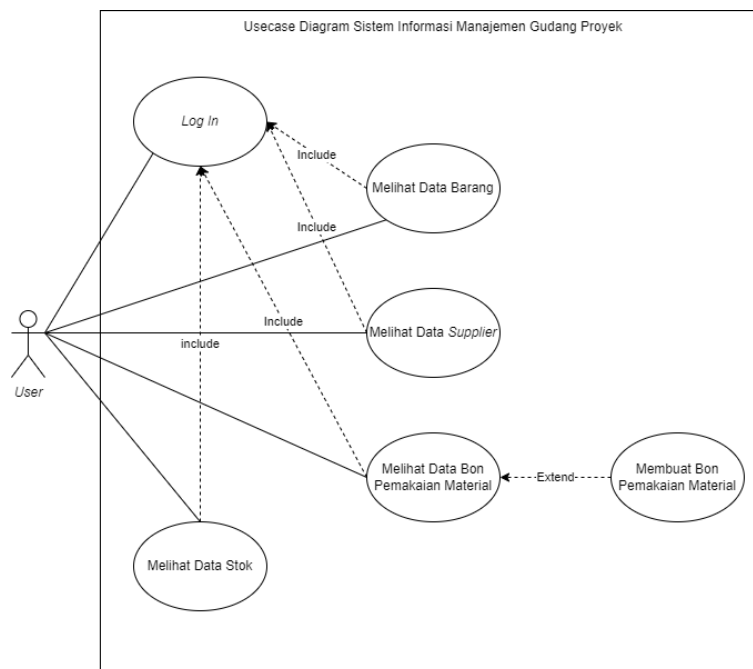 Usecase Diagram Sistem Informasi Manajemen Gudang Proyek
Log In
Include
Melihat Data Barang
Include
Include
include
Melihat Data Supplier
User
Melihat Data Bon
Pemakaian Material
Extend
Membuat Bon
Pemakaian Material
Melihat Data Stok